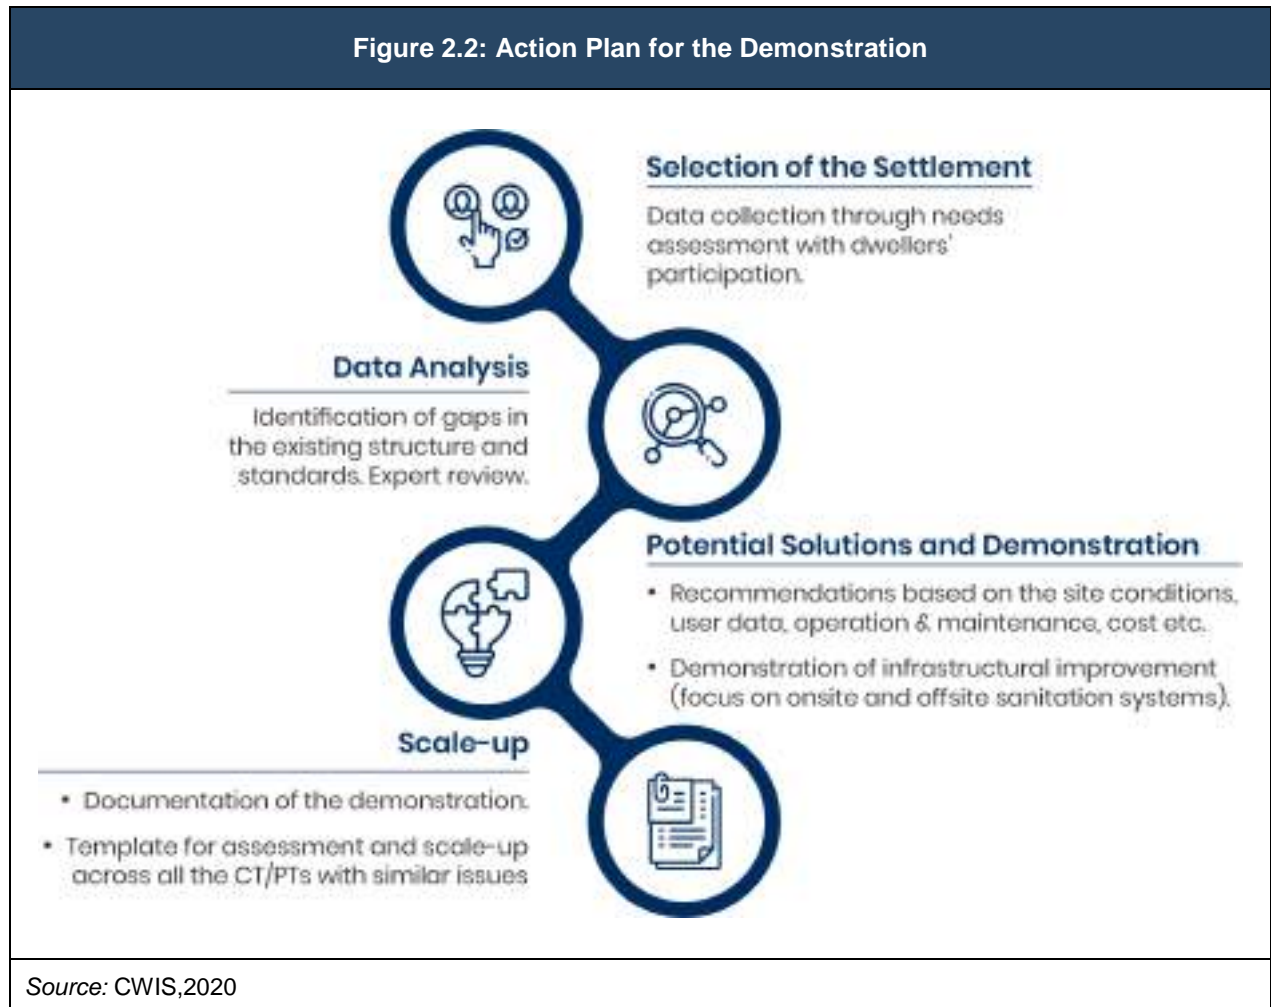 Figure 2.2: Action Plan for the Demonstration
Selection of the Settlement
Data collection through needs
assessment with dwellers'
participation.
Data Analysis
Identification of gaps in
the existing structure and
standards. Expert review.
Potential Solutions and Demonstration
• Recommendations based on the site conditions,
user data, operation & maintenance, cost etc.
• Demonstration of infrastructural improvement
(focus on onsite and offsite sanitation systems).
Scale-up
• Documentation of the demonstration.
• Template for assessment and scale-up
across all the CT/PTs with similar issues
Source: CWIS,2020